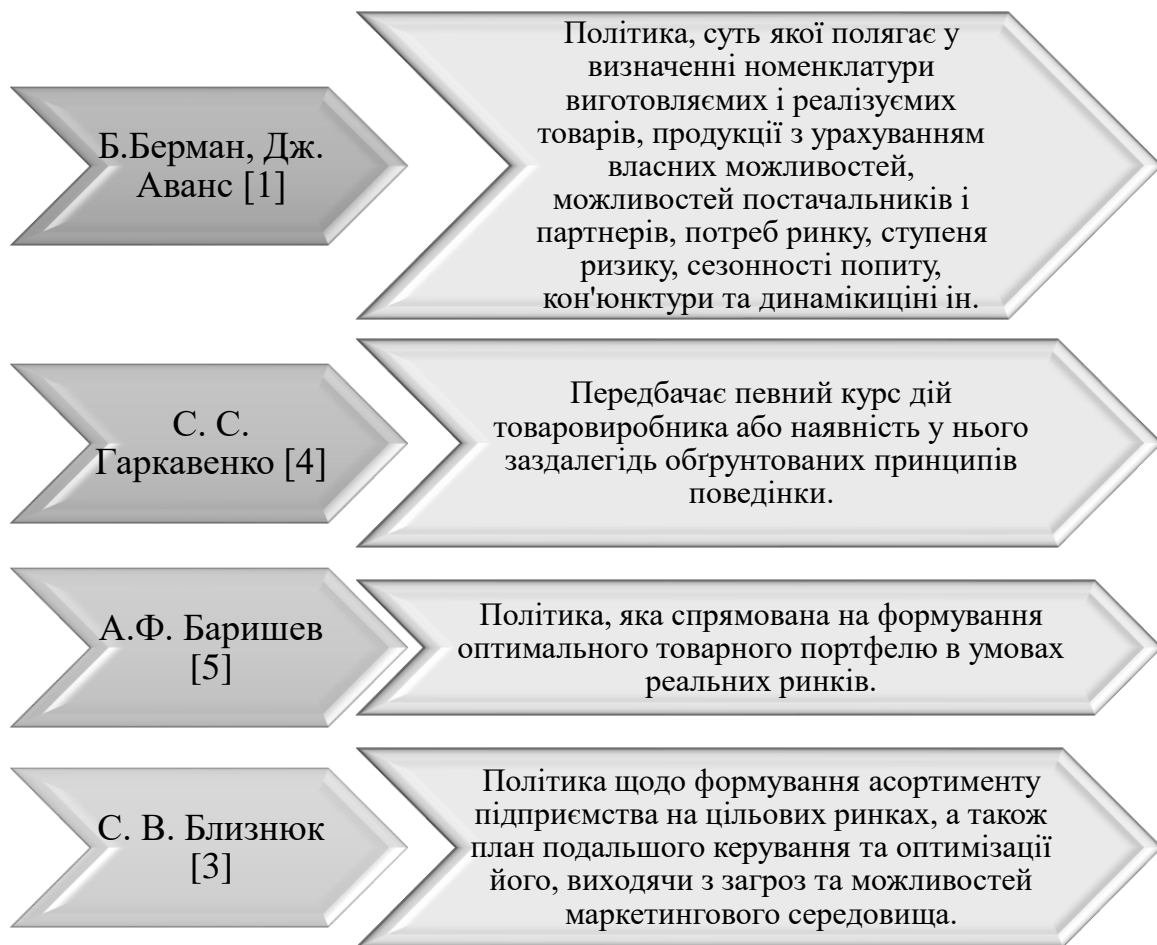 Б.Берман, Дж.
Аванс [1]
Політика, суть якої полягає у
визначенні номенклатури
виготовляємих і реалізуємих
товарів, продукції з урахуванням
власних можливостей,
можливостей постачальників і
партнерів, потреб ринку, ступеня
ризику, сезонності попиту,
кон'юнктури та динамікиціні ін.
С. С.
Гаркавенко [4]
Передбачає певний курс дій
товаровиробника або наявність у нього
заздалегідь обґрунтованих принципів
поведінки.
А.Ф. Баришев
[5]
Політика, яка спрямована на формування
оптимального товарного портфелю в умовах
реальних ринків.
С. В. Близнюк
[3]
Політика щодо формування асортименту
підприємства на цільових ринках, а також
план подальшого керування та оптимізації
його, виходячи з загроз та можливостей
маркетингового середовища.